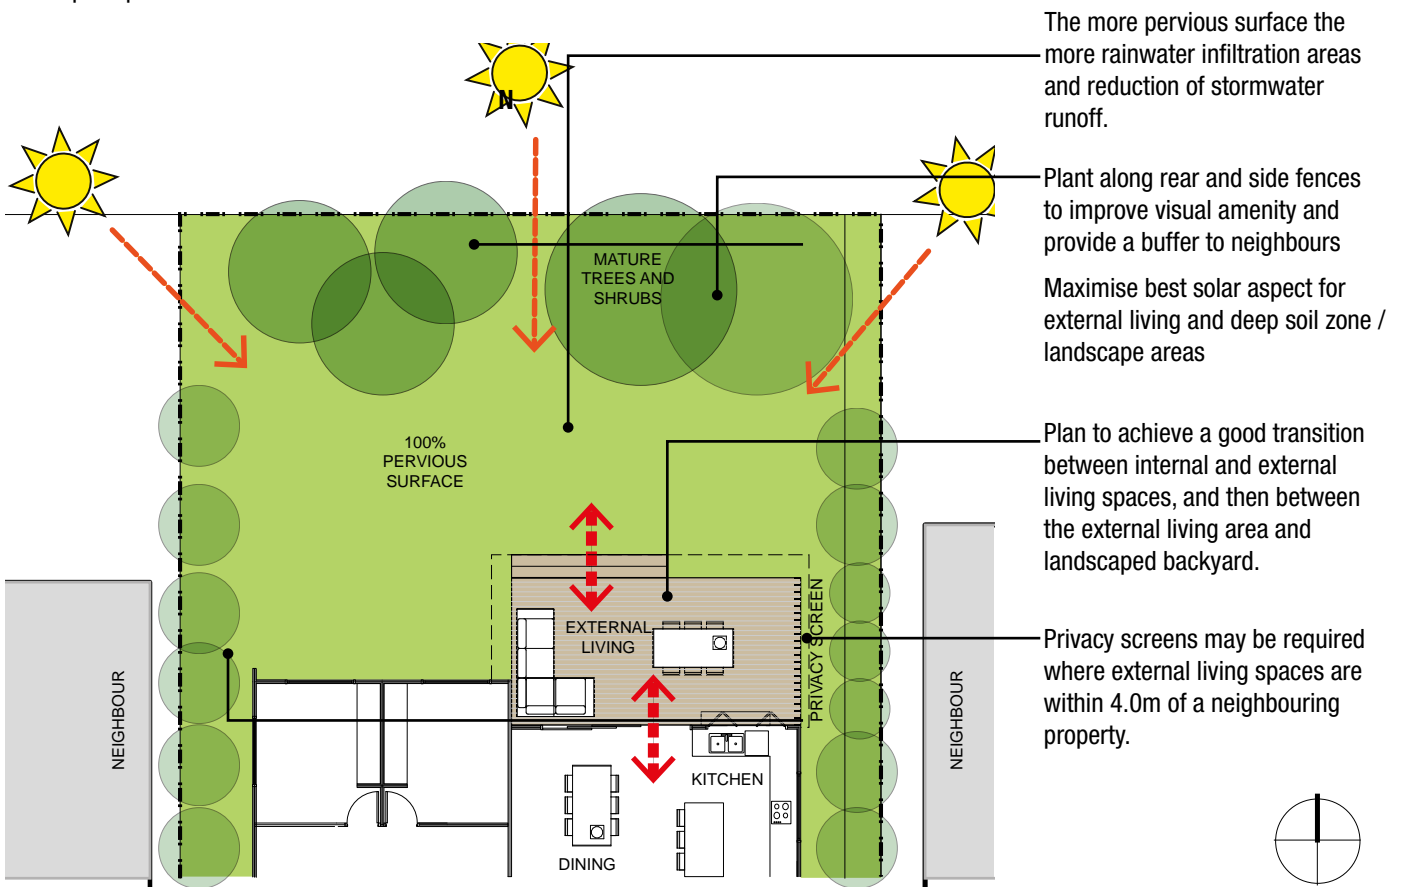 The more pervious surface the
more rainwater infiltration areas
and reduction of stormwater
runoff.
N
Plant along rear and side fences
to improve visual amenity and
provide a buffer to neighbours
MATURE
TREES AND
SHRUBS
Maximise best solar aspect for
external living and deep soil zone /
landscape areas
100%
PERVIOUS
SURFACE
Plan to achieve a good transition
between internal and external
living spaces, and then between
the external living area and
landscaped backyard.
EXTERNAL
LIVING
PRIVACY SCREEN
Privacy screens may be required
where external living spaces are
within 4.0m of a neighbouring
property.
NEIGHBOUR
NEIGHBOUR
KITCHEN
DINING